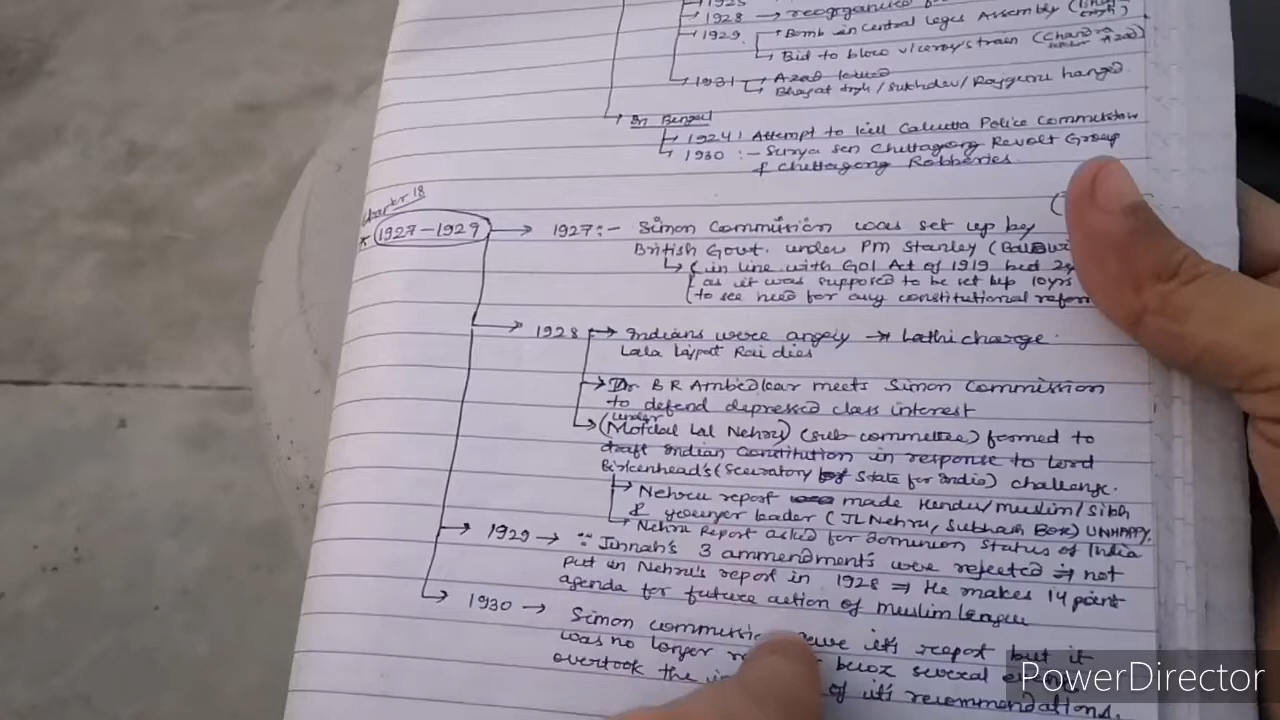 1925
1928 → reorganised
1929 Bomb in Central Leges Assembly
Bid to blow viceroy's train (Chandra
1931 → Azad killed
Bhagat Singh / Sukhdev / Rajguru hanged.
In Bengal
1924: Attempt to kill Calcutta Police Commission
1930 :- Surya Sen Chittagong Revolt Group
& Chittagong Robberies.
Chapter 18
* 1927-1929 → 1927:- Simon Commission was set up by
British Govt. under PM Stanley
(in line with GOI Act of 1919
as it was supposed to be set up 10yrs
to see need for any constitutional reform
1928 → Indians were angry → Lathi charge.
Lala Lajpat Rai dies
→ Dr B R Ambedkar meets Simon Commission
to defend depressed class interest
under
→ (Motilal Lal Nehru) (sub committee) formed to
draft Indian Constitution in response to Lord
Birkenhead's (Secratory of State for India) challenge.
→ Nehru report made Hindu/muslim/Sikh
& younger leader (JL Nehru, Subhash Bose) UNHAPPY.
→ Nehru Report asked for dominion status of India
→ 1929 → ∵ Jinnah's 3 ammendments were rejected not
put in Nehru's report in 1928 ⇒ He makes 14 point
agenda for future action of muslim league
→ 1930 → Simon commission gave it's report but it
was no longer becoz several
overtook the of it's recommendations.
PowerDirector